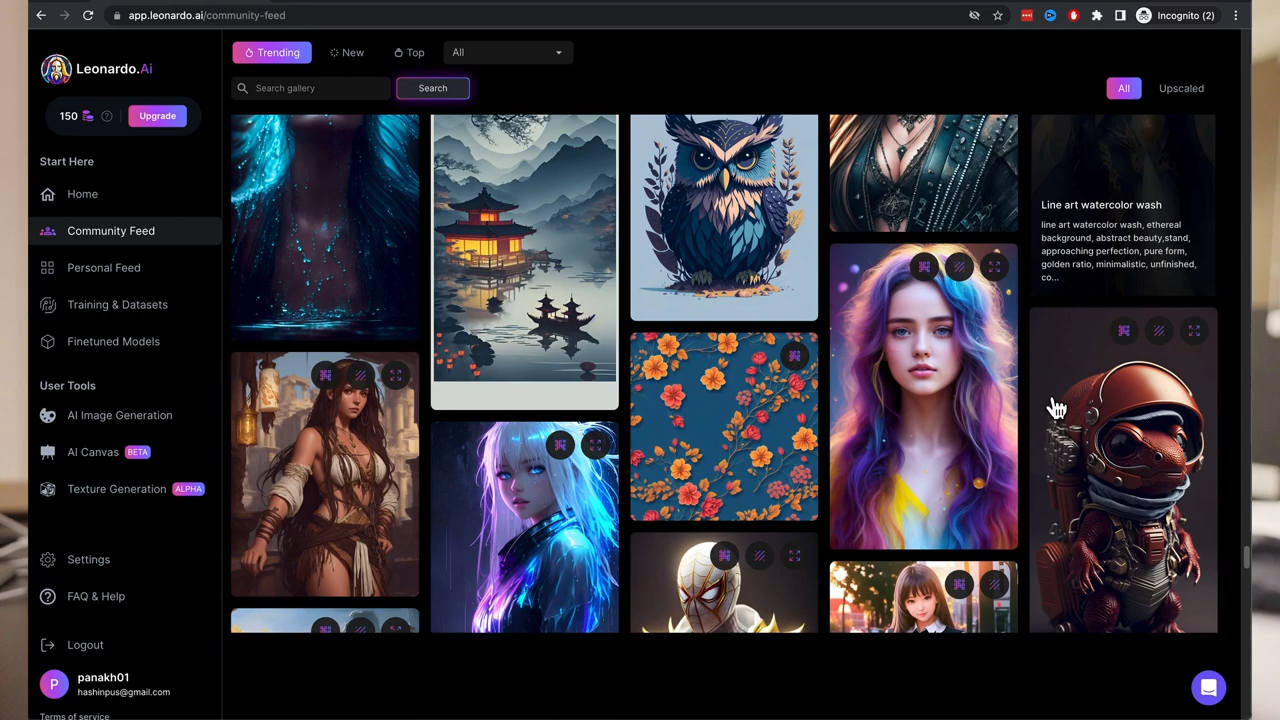 app.leonardo.ai/community-feed
Incognito (2)
Leonardo.Ai
150
Upgrade
Start Here
Home
Community Feed
Personal Feed
Training & Datasets
Finetuned Models
User Tools
AI Image Generation
AI Canvas BETA
Texture Generation ALPHA
Settings
FAQ & Help
Logout
P
panakh01
hashinpus@gmail.com
Terms of service
Trending
New
Top
All
Search gallery
Search
All
Upscaled
Line art watercolor wash
line art watercolor wash, ethereal
background, abstract beauty,stand,
approaching perfection, pure form,
golden ratio, minimalistic, unfinished,
co...